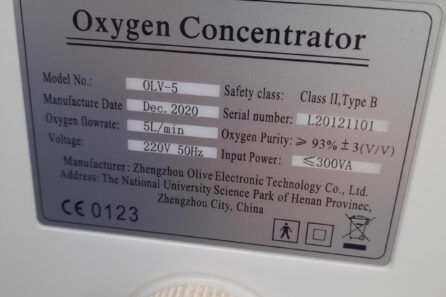 Oxygen Concentrator
Model No.: OLV-5 Safety class: Class II,Type B
Manufacture Date Dec. 2020 Serial number: L20121101
Oxygen flowrate: 5L/min Oxygen Purity: ≥ 93% ±3(V/V)
Voltage: 220V 50Hz Input Power: ≤300VA
Manufacturer: Zhengzhou Olive Electronic Technology Co., Ltd.
Address: The National University Science Park of Henan Provinec,
Zhengzhou City, China
CE 0123